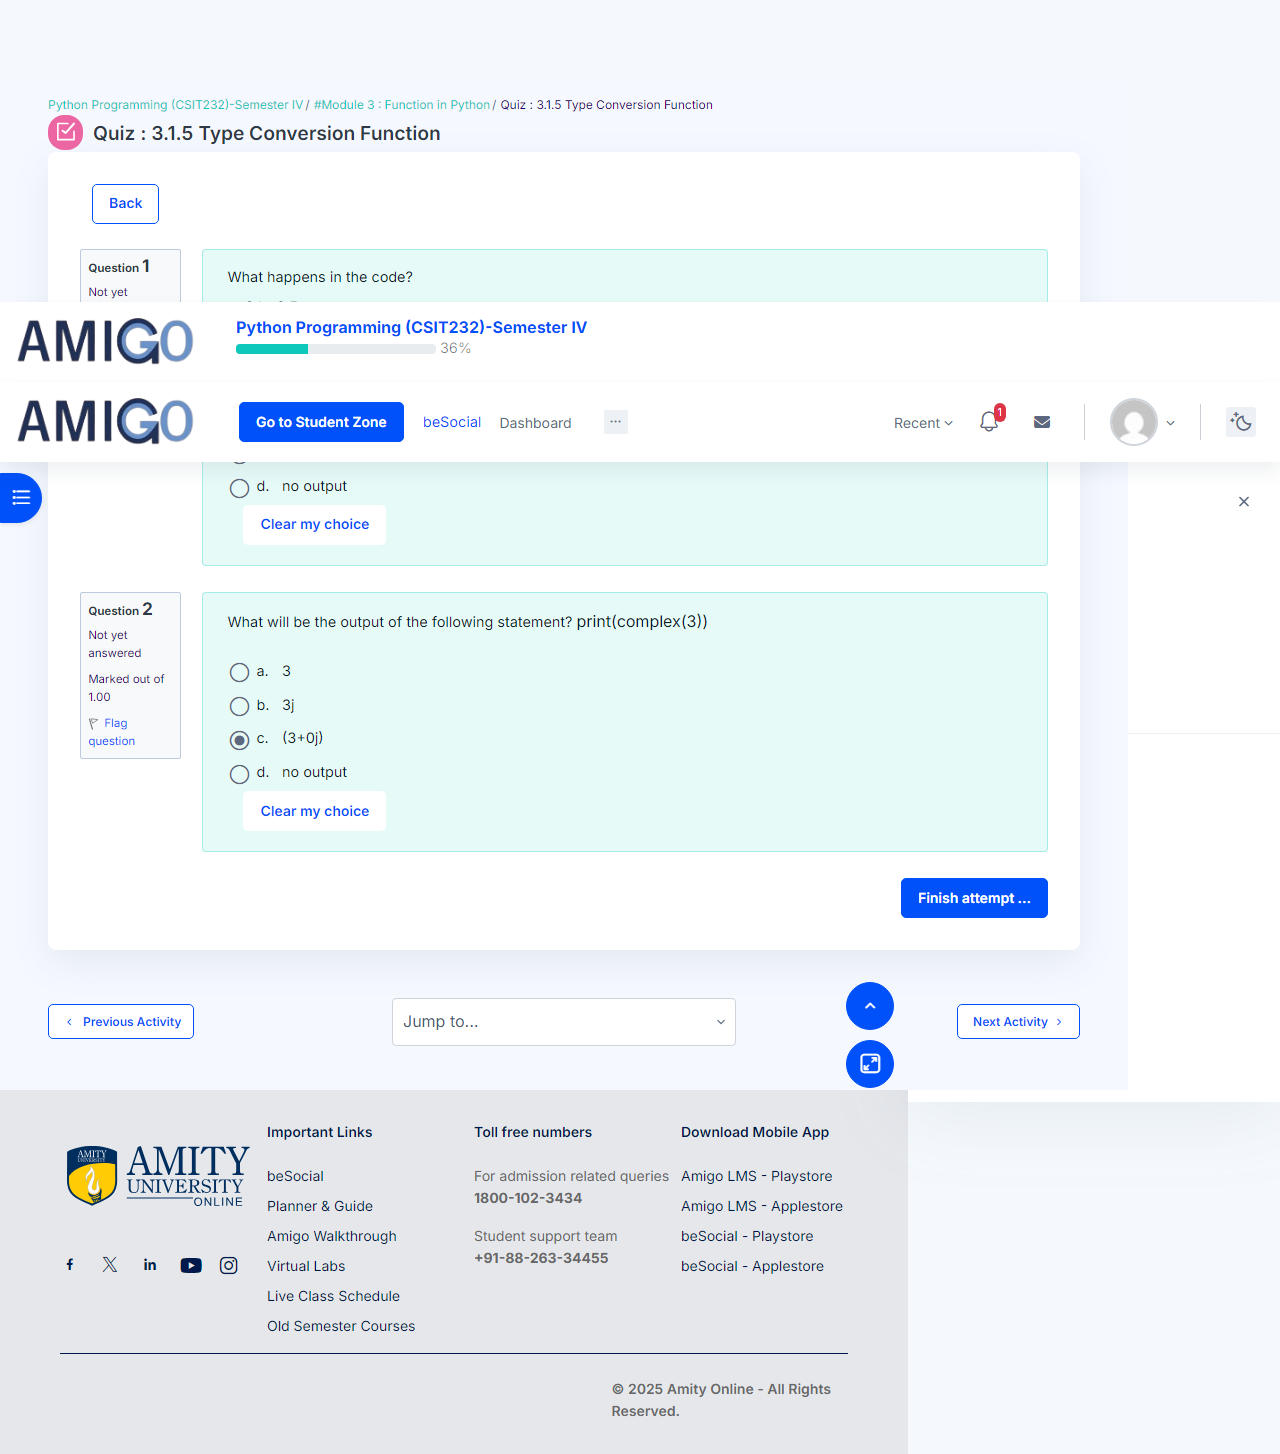 Python Programming (CSIT232)-Semester IV / #Module 3 : Function in Python / Quiz : 3.1.5 Type Conversion Function
Quiz : 3.1.5 Type Conversion Function
Back
Question 1
Not yet
What happens in the code?
AMIGO
Python Programming (CSIT232)-Semester IV
36%
AMIGO
Go to Student Zone
beSocial
Dashboard
...
Recent
1
d. no output
Clear my choice
Question 2
Not yet
answered
Marked out of
1.00
Flag
question
What will be the output of the following statement? print(complex(3))
a. 3
b. 3j
c. (3+0j)
d. no output
Clear my choice
Finish attempt ...
Previous Activity
Jump to...
Next Activity
AMITY
UNIVERSITY
AMITY
UNIVERSITY
ONLINE
Important Links
beSocial
Planner & Guide
Amigo Walkthrough
Virtual Labs
Live Class Schedule
Old Semester Courses
Toll free numbers
For admission related queries
1800-102-3434
Student support team
+91-88-263-34455
Download Mobile App
Amigo LMS - Playstore
Amigo LMS - Applestore
beSocial - Playstore
beSocial - Applestore
© 2025 Amity Online - All Rights
Reserved.